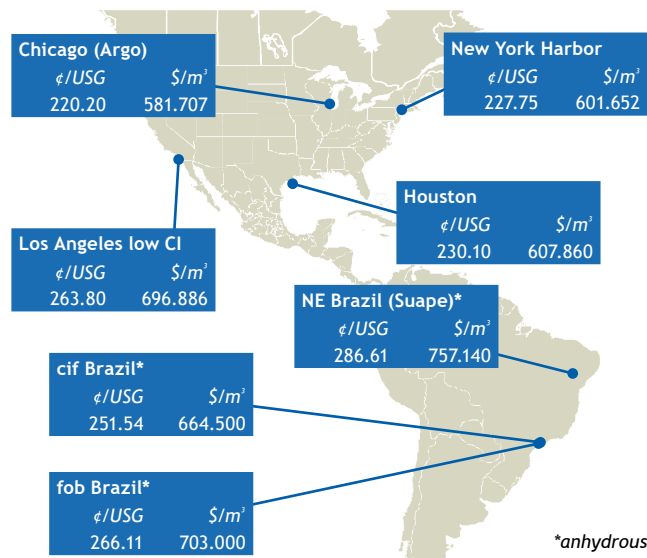 Chicago (Argo)
¢/USG $/m³
220.20 581.707
New York Harbor
¢/USG $/m³
227.75 601.652
Houston
¢/USG $/m³
230.10 607.860
Los Angeles low CI
¢/USG $/m³
263.80 696.886
NE Brazil (Suape)*
¢/USG $/m³
286.61 757.140
cif Brazil*
¢/USG $/m³
251.54 664.500
fob Brazil*
¢/USG $/m³
266.11 703.000
*anhydrous